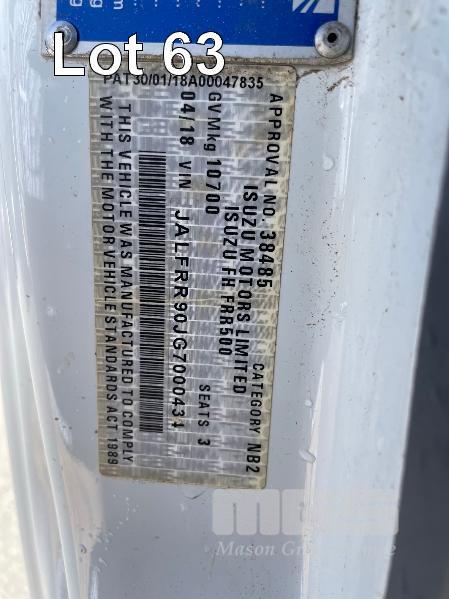 Lot 63
PAT30/01/18A00047835
APPROVAL NO. 38485 CATEGORY NB2
ISUZU MOTORS LIMITED
ISUZU FH FRR500
GVMkg 10700 SEATS 3
04/18 VIN JALFRR90JG7000434
THIS VEHICLE WAS MANUFACTURED TO COMPLY
WITH THE MOTOR VEHICLE STANDARDS ACT 1989